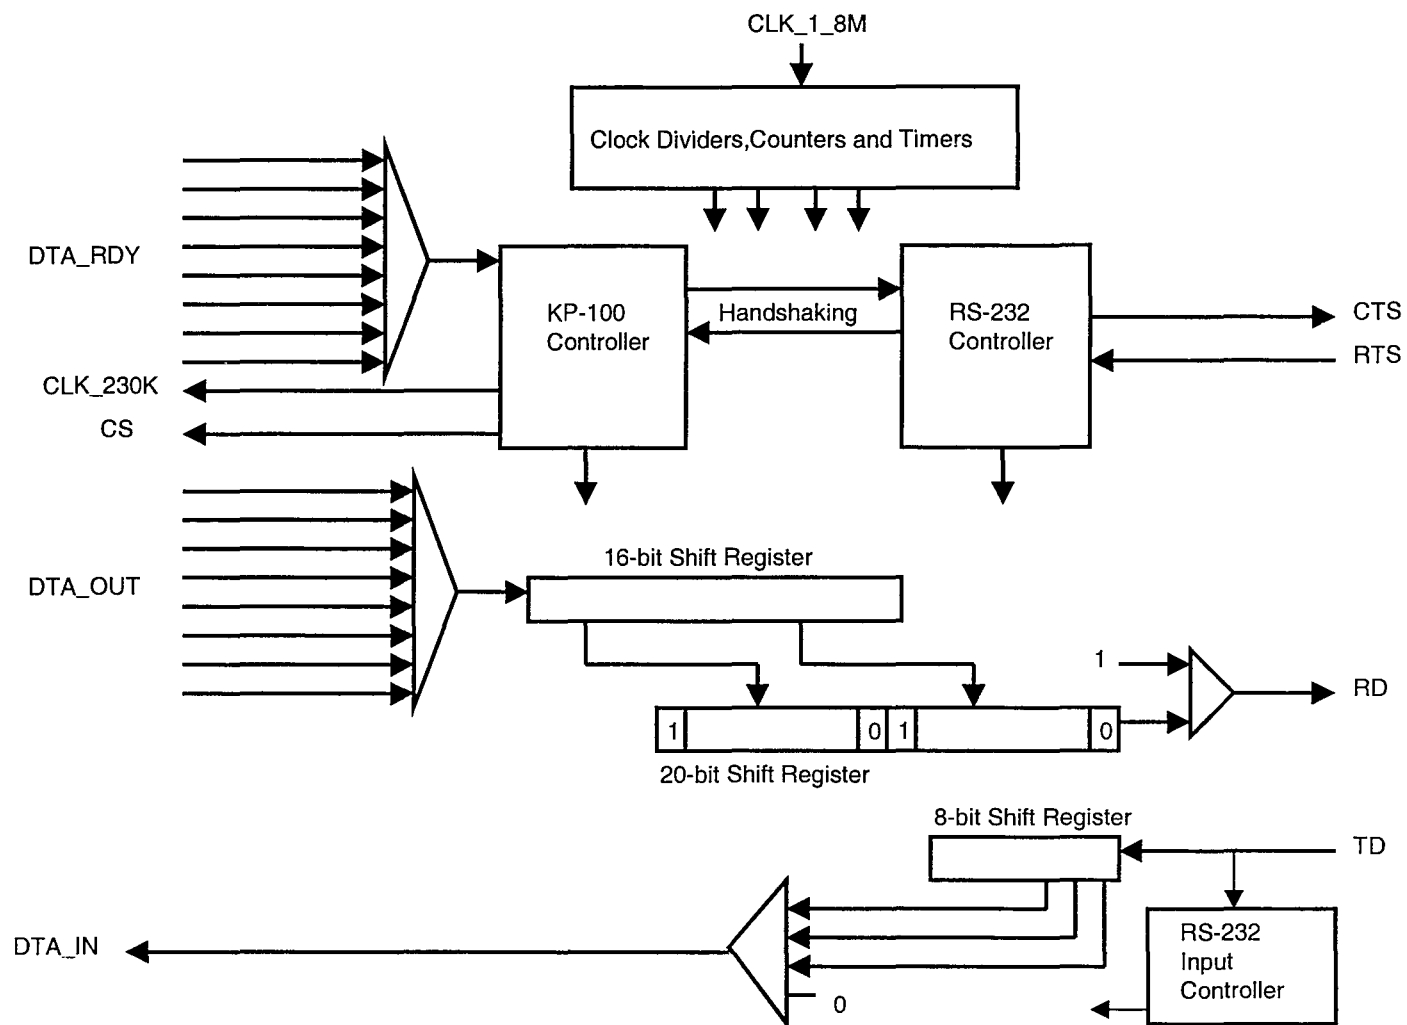 CLK_1_8M
Clock Dividers,Counters and Timers
DTA_RDY
KP-100
Controller
Handshaking
RS-232
Controller
CTS
RTS
CLK_230K
CS
16-bit Shift Register
DTA_OUT
1
RD
1
0
1
0
20-bit Shift Register
8-bit Shift Register
TD
RS-232
Input
Controller
DTA_IN
0